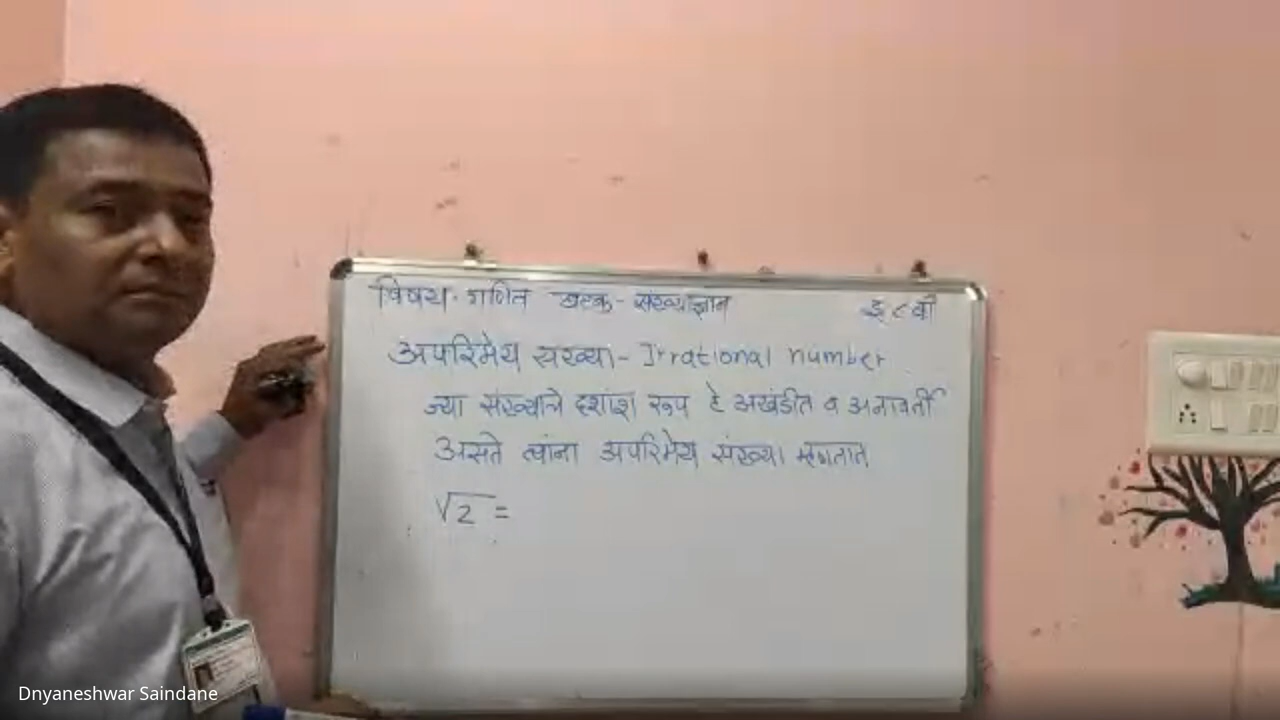 विषय - गणित घटक - संख्याज्ञान इ ८ वी
अपरिमेय संख्या - Irrational number
ज्या संख्यांचे दशांश रूप हे अखंडीत व अनावर्ती
असते त्यांना अपरिमेय संख्या म्हणतात
√2 =
Dnyaneshwar Saindane